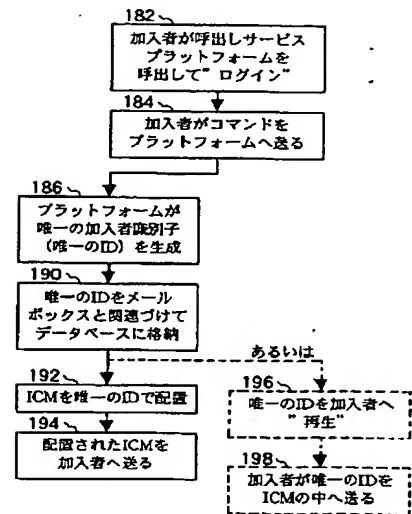 182
加入者が呼出しサービス
プラットフォームを
呼出して"ログイン"
184
加入者がコマンドを
プラットフォームへ送る
186
プラットフォームが
唯一の加入者識別子
(唯一のID)を生成
190
唯一のIDをメール
ボックスと関連づけて
データベースに格納
あるいは
192
ICMを唯一のIDで配置
194
配置されたICMを
加入者へ送る
196
唯一のIDを加入者へ
"再生"
198
加入者が唯一のIDを
ICMの中へ送る